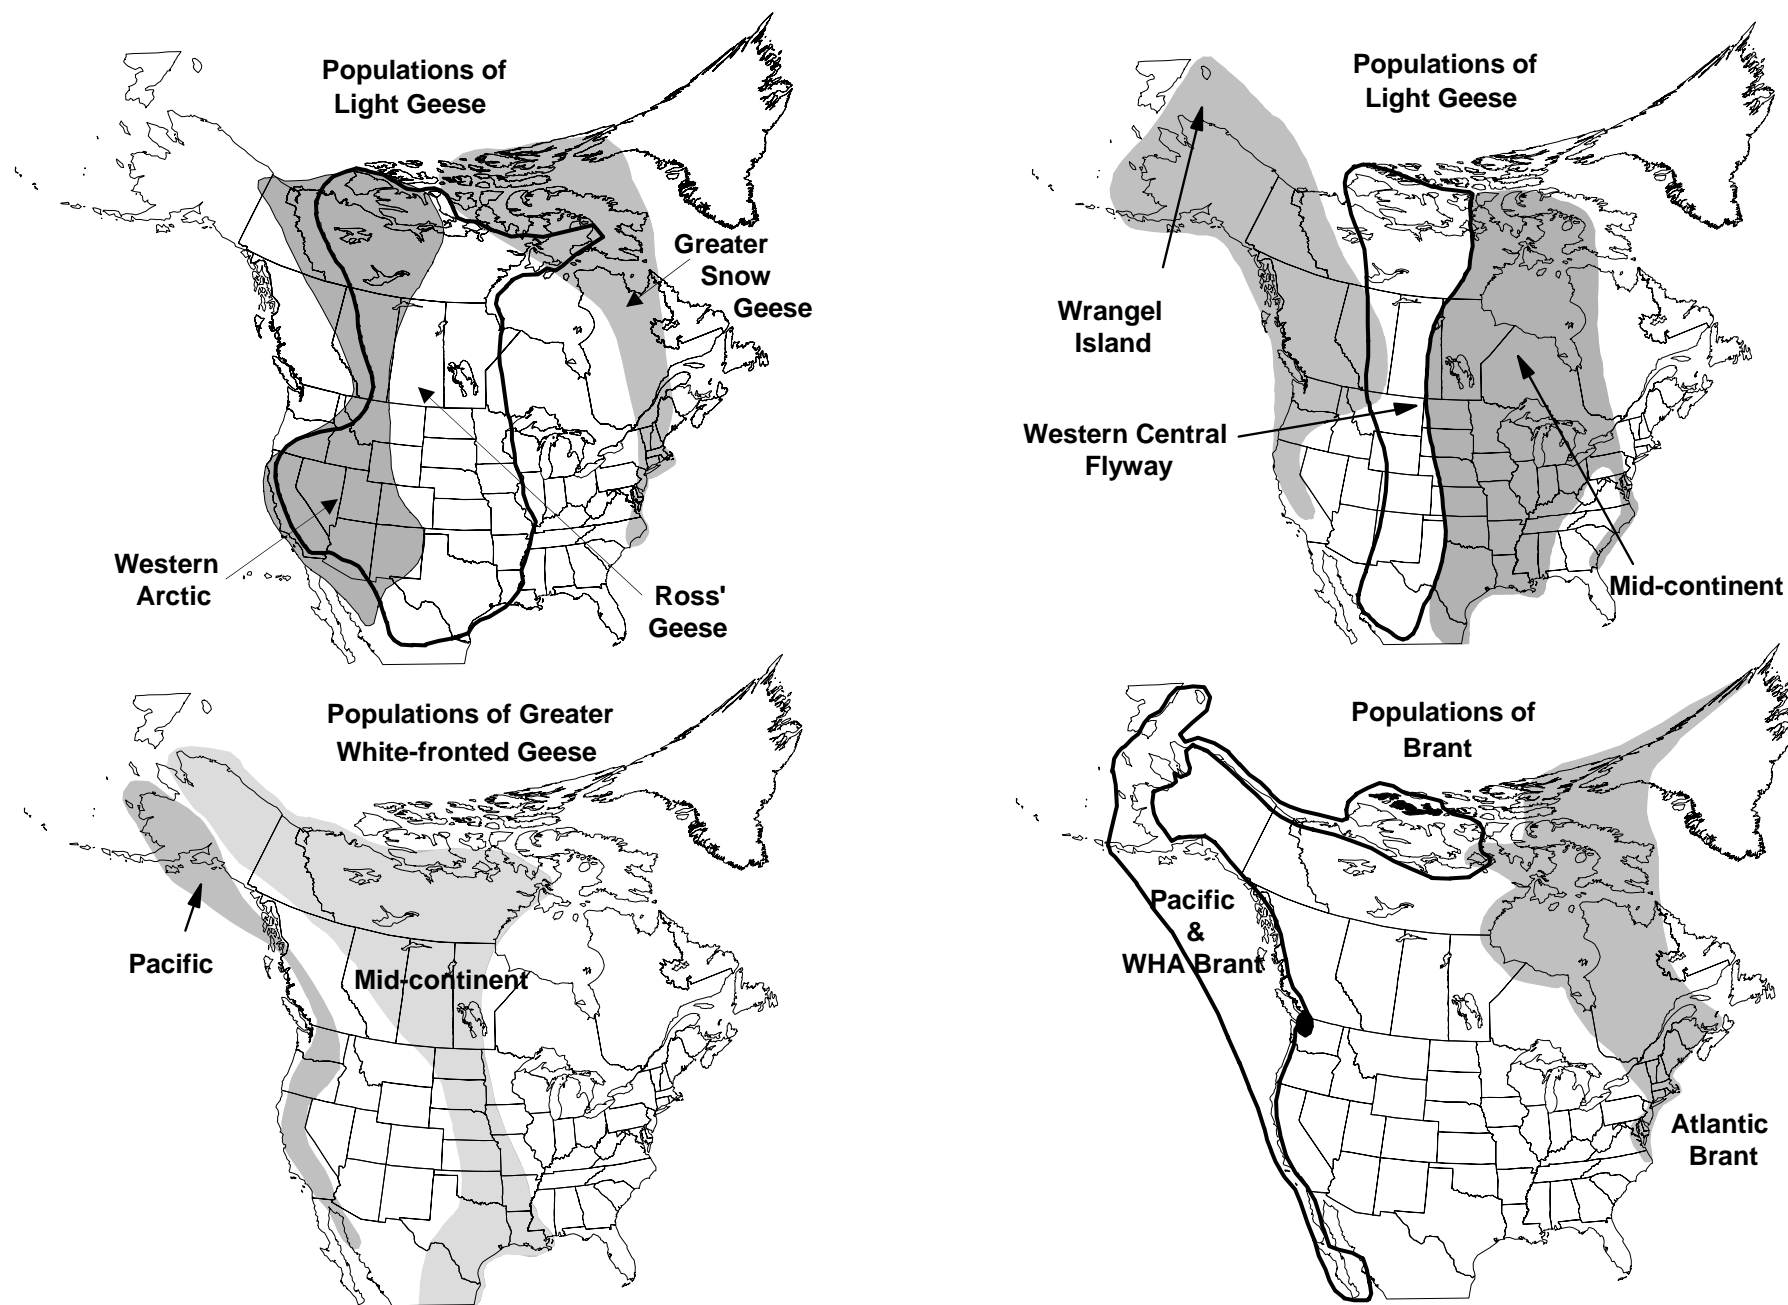 Populations of
Light Geese
Greater
Snow
Geese
Western
Arctic
Ross'
Geese
Populations of
Light Geese
Wrangel
Island
Western Central
Flyway
Mid-continent
Populations of Greater
White-fronted Geese
Pacific
Mid-continent
Populations of
Brant
Pacific
&
WHA Brant
Atlantic
Brant